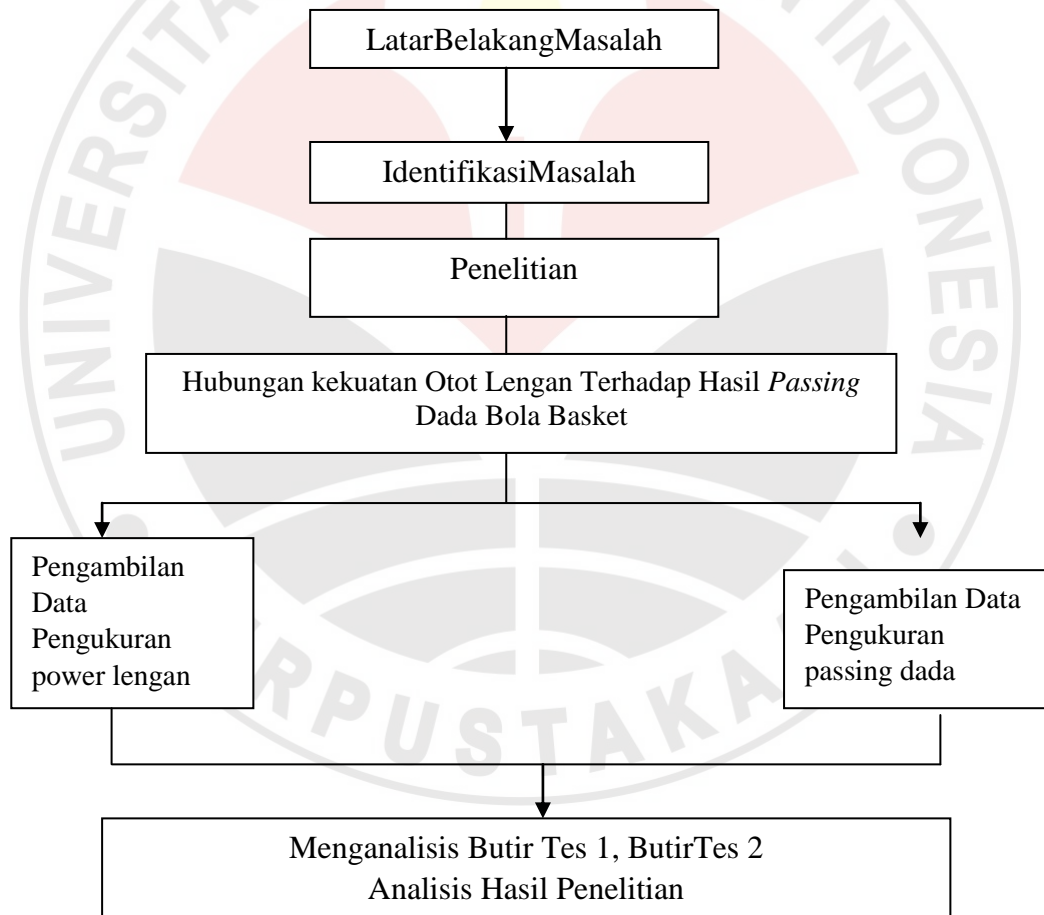 LatarBelakangMasalah
IdentifikasiMasalah
Penelitian
Hubungan kekuatan Otot Lengan Terhadap Hasil Passing
Dada Bola Basket
Pengambilan
Data
Pengukuran
power lengan
Pengambilan Data
Pengukuran
passing dada
Menganalisis Butir Tes 1, ButirTes 2
Analisis Hasil Penelitian
INDONESIA